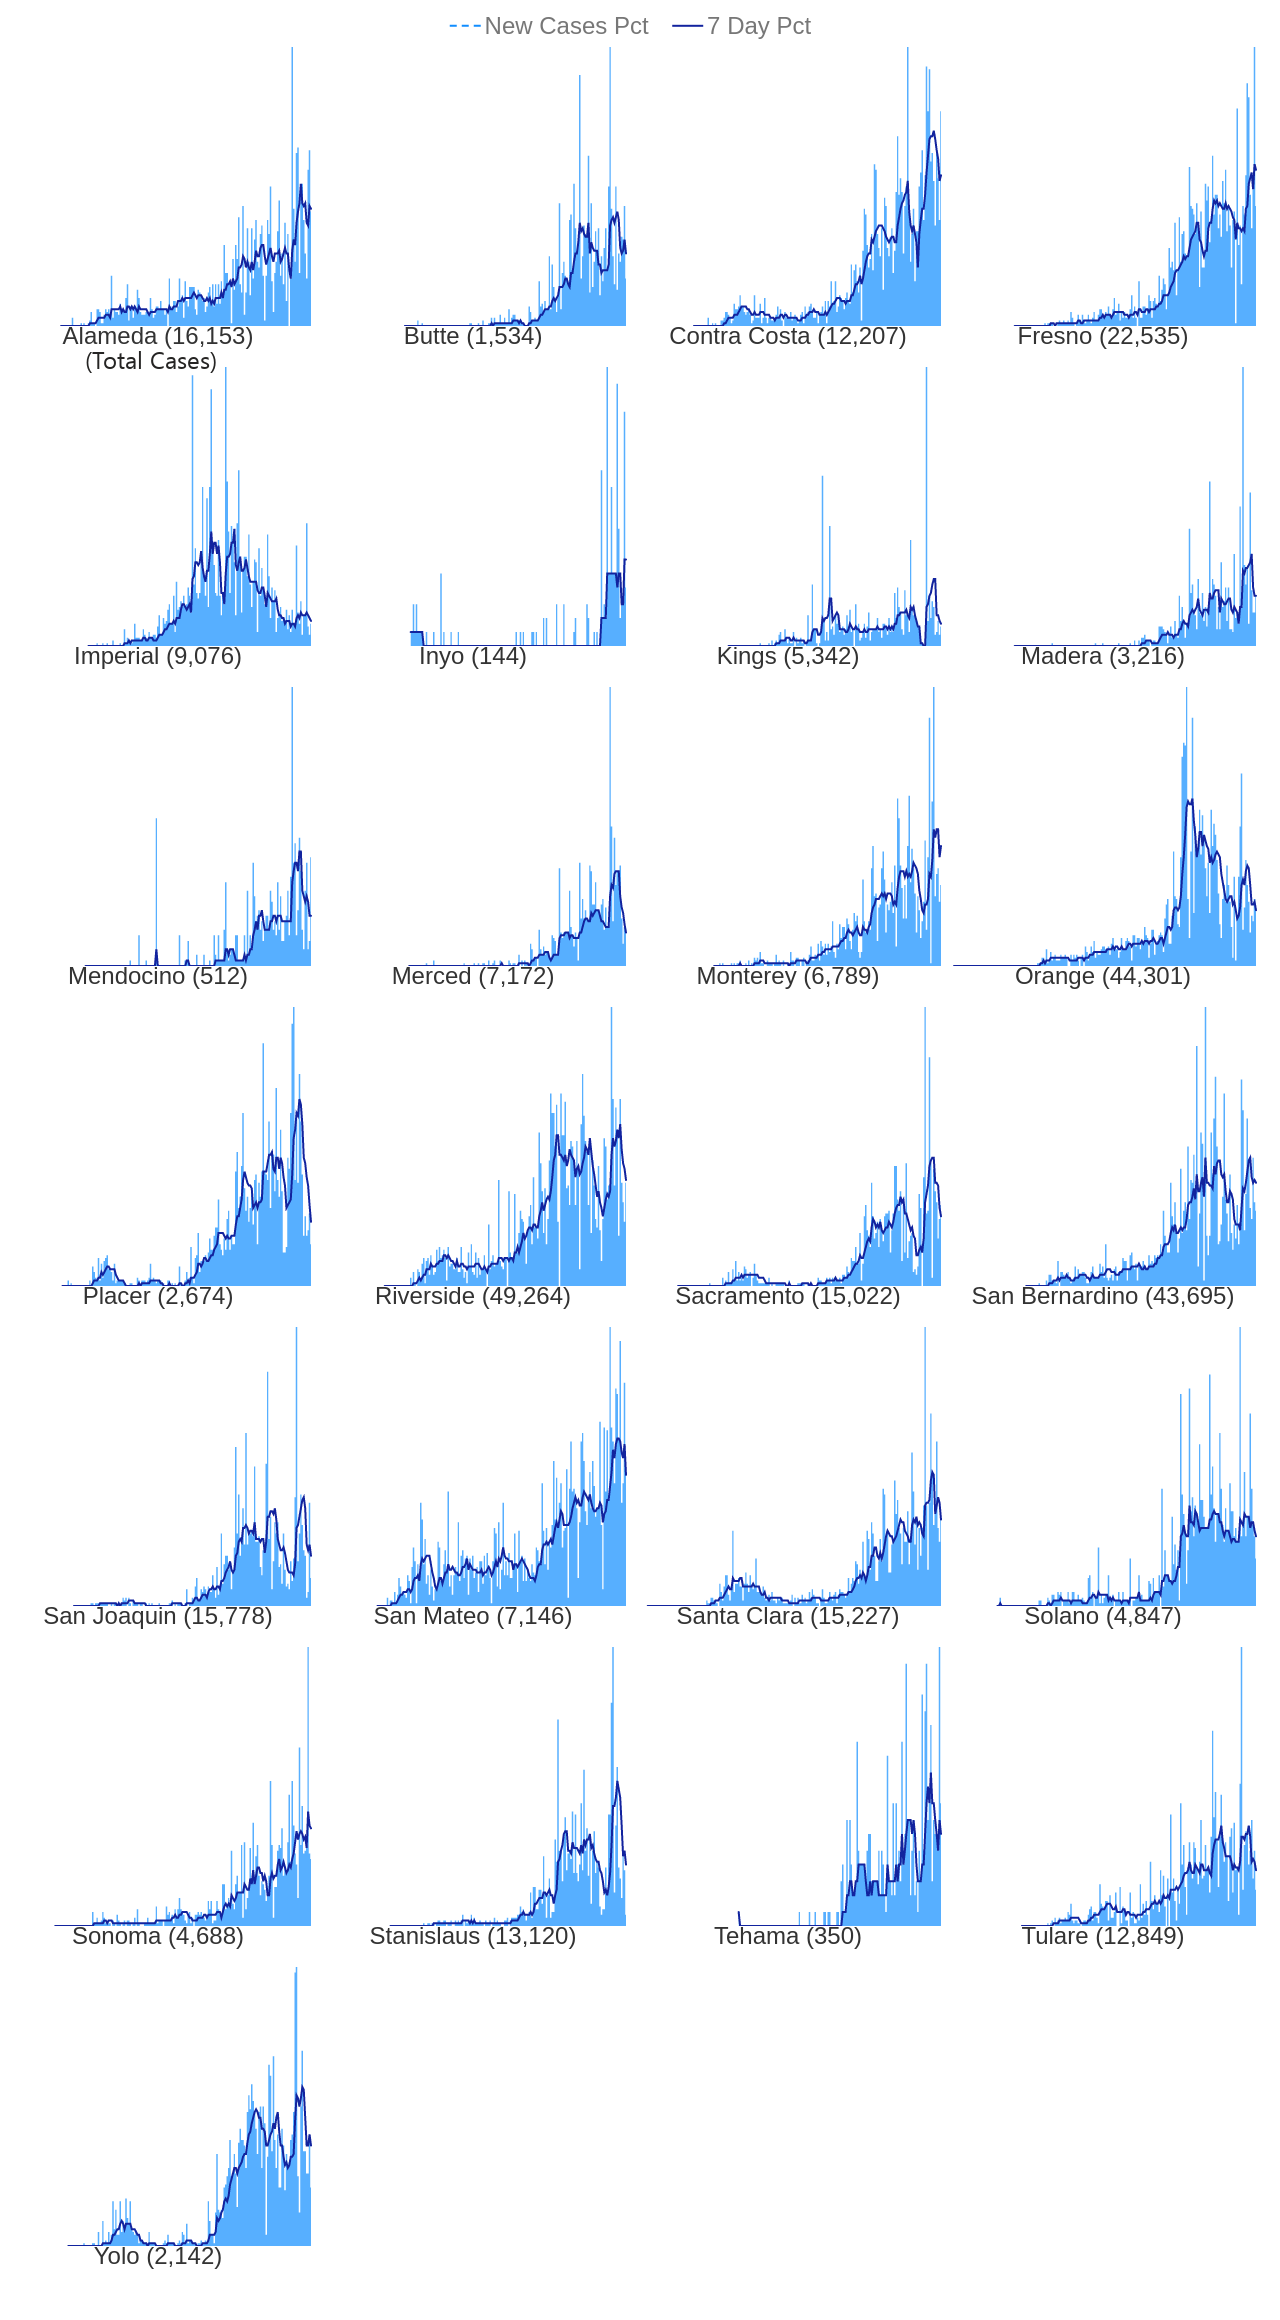 New Cases Pct 7 Day Pct
Alameda (16,153) Butte (1,534) Contra Costa (12,207) Fresno (22,535)
(Total Cases)
Imperial (9,076) Inyo (144) Kings (5,342) Madera (3,216)
Mendocino (512) Merced (7,172) Monterey (6,789) Orange (44,301)
Placer (2,674) Riverside (49,264) Sacramento (15,022) San Bernardino (43,695)
San Joaquin (15,778) San Mateo (7,146) Santa Clara (15,227) Solano (4,847)
Sonoma (4,688) Stanislaus (13,120) Tehama (350) Tulare (12,849)
Yolo (2,142)